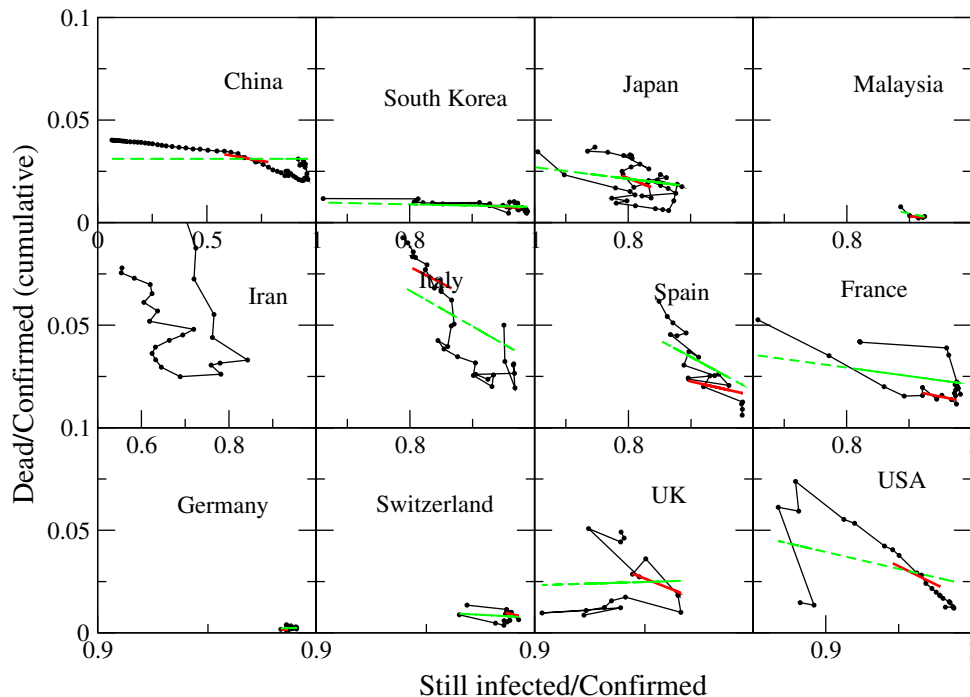 0.1
China
South Korea
Japan
Malaysia
0.05
0
0
0.5
1
0.8
1
0.8
1
Iran
Italy
Spain
France
0.05
0.1
0.6
0.8
0.8
0.8
0.8
1
Germany
Switzerland
UK
USA
0.05
0
0.9
0.9
0.9
0.9
1
Dead/Confirmed (cumulative)
Still infected/Confirmed